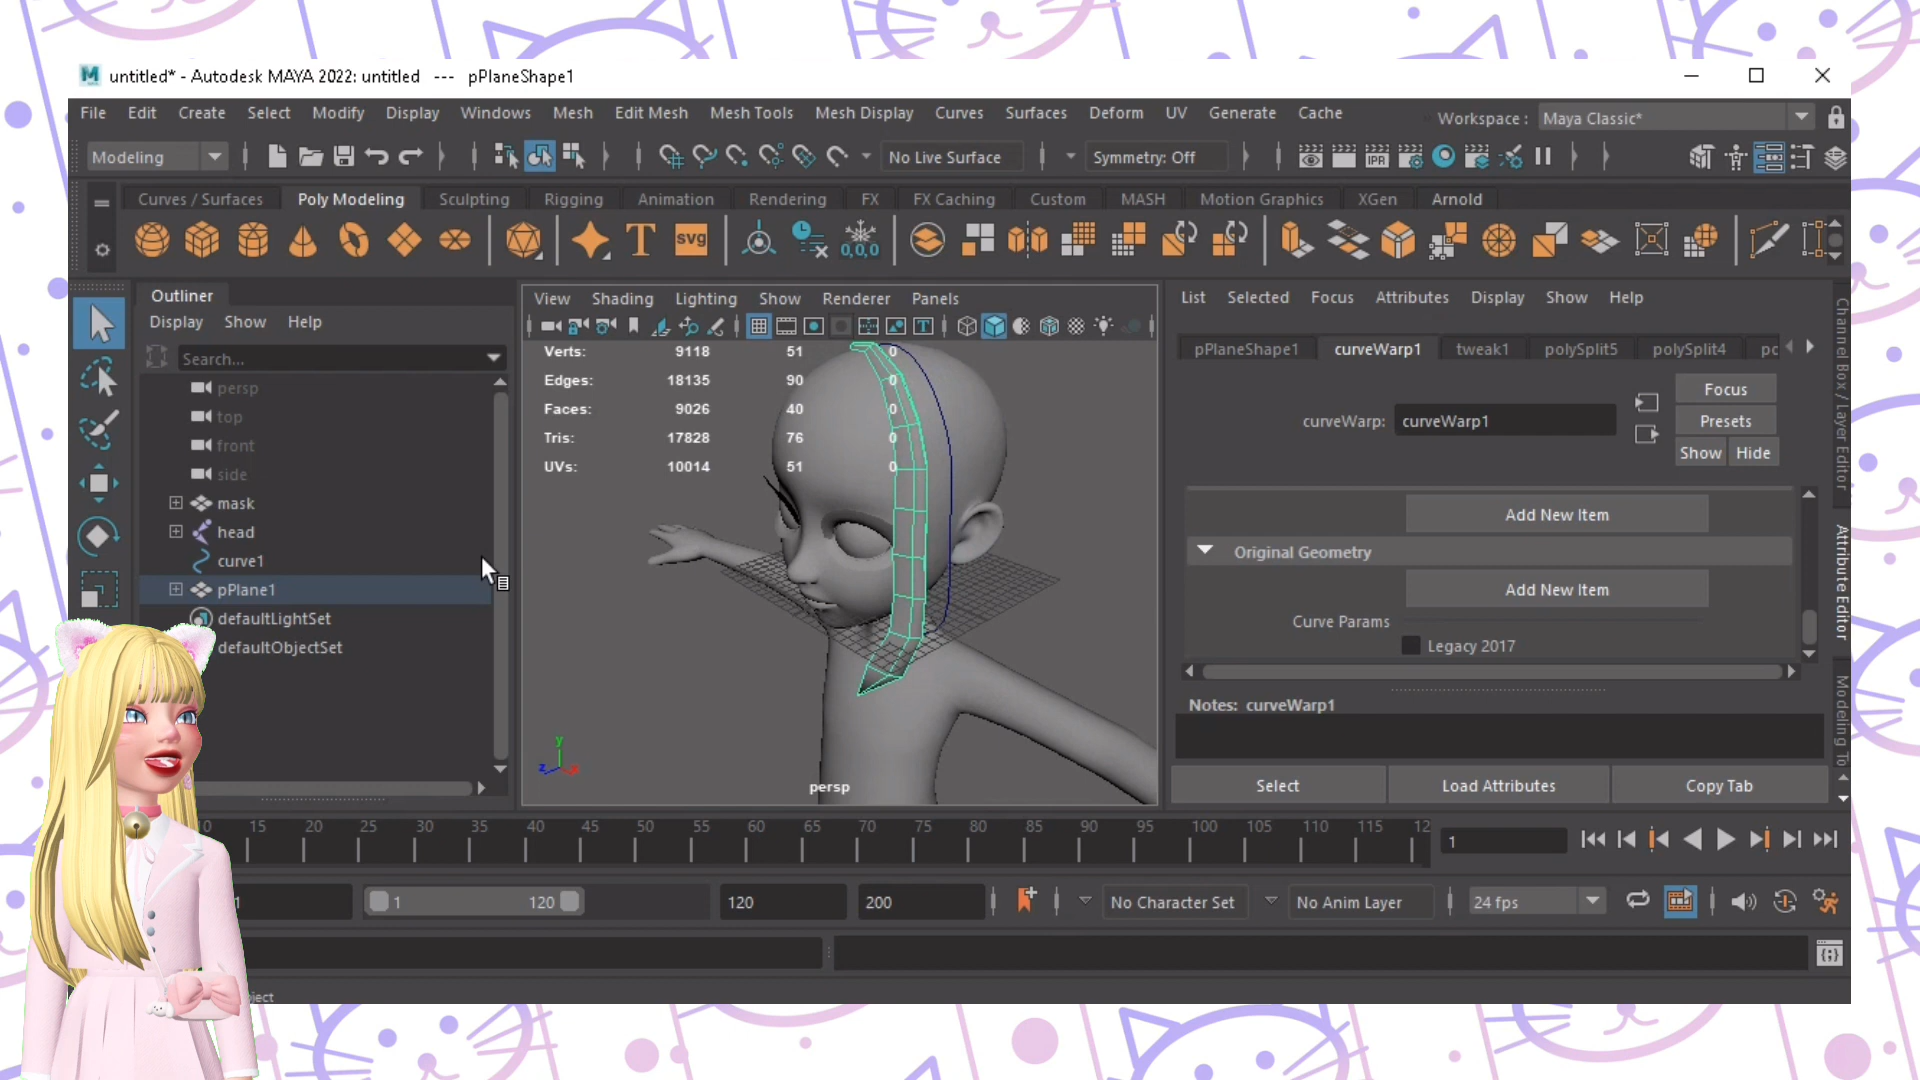 untitled* - Autodesk MAYA 2022: untitled --- pPlaneShape1
File Edit Create Select Modify Display Windows Mesh Edit Mesh Mesh Tools Mesh Display Curves Surfaces Deform UV Generate Cache
Workspace : Maya Classic*
Modeling No Live Surface Symmetry: Off
IPR
Curves / Surfaces Poly Modeling Sculpting Rigging Animation Rendering FX FX Caching Custom MASH Motion Graphics XGen Arnold
T svg 0,0,0
Outliner
Display Show Help
Search...
persp
top
front
side
mask
head
curve1
pPlane1
defaultLightSet
defaultObjectSet
View Shading Lighting Show Renderer Panels
Verts: 9118 51 0
Edges: 18135 90 0
Faces: 9026 40 0
Tris: 17828 76 0
UVs: 10014 51 0
y
z
x
persp
List Selected Focus Attributes Display Show Help
pPlaneShape1 curveWarp1 tweak1 polySplit5 polySplit4
curveWarp: curveWarp1
Focus
Presets
Show Hide
Add New Item
Original Geometry
Add New Item
Curve Params
Legacy 2017
Notes: curveWarp1
Select Load Attributes Copy Tab
Channel Box / Layer Editor
Attribute Editor
Modeling To
10 15 20 25 30 35 40 45 50 55 60 65 70 75 80 85 90 95 100 105 110 115 12
1
1 1 120 120 200 No Character Set No Anim Layer 24 fps